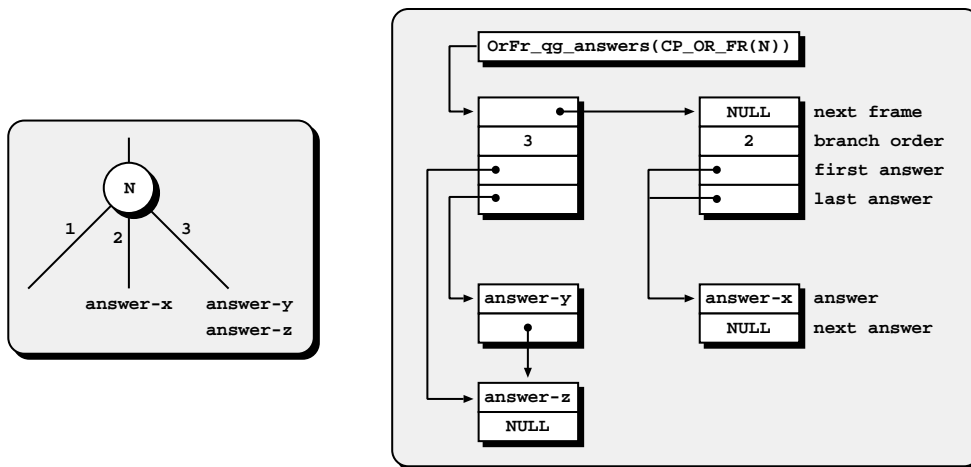 N
1
2
3
answer-x
answer-y
answer-z
OrFr_qg_answers(CP_OR_FR(N))
NULL next frame
3 2 branch order
first answer
last answer
answer-y answer-x answer
NULL next answer
answer-z
NULL